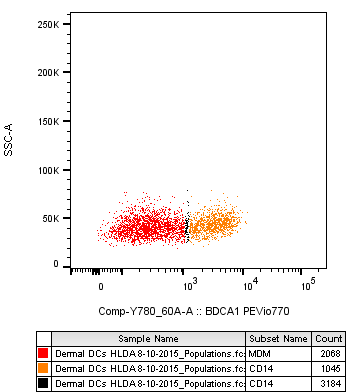 250K
200K
150K
100K
50K
0
SSC-A
0 10^3 10^4 10^5
Comp-Y780_60A-A :: BDCA1 PEVio770
Sample Name Subset Name Count
Dermal DCs HLDA 8-10-2015_Populations.fc: MDM 2068
Dermal DCs HLDA 8-10-2015_Populations.fc: CD14 1045
Dermal DCs HLDA 8-10-2015_Populations.fc: CD14 3184